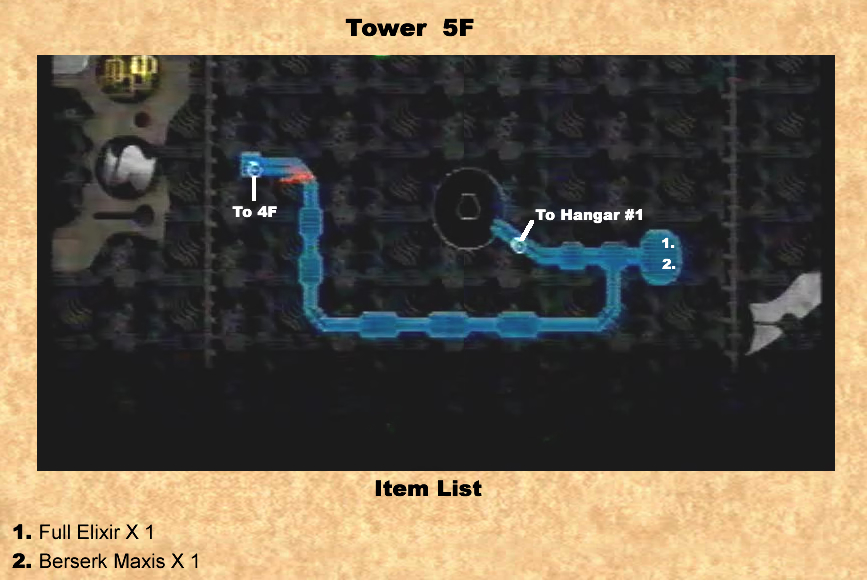 Tower 5F
To 4F
To Hangar #1
1.
2.
Item List
1. Full Elixir X 1
2. Berserk Maxis X 1